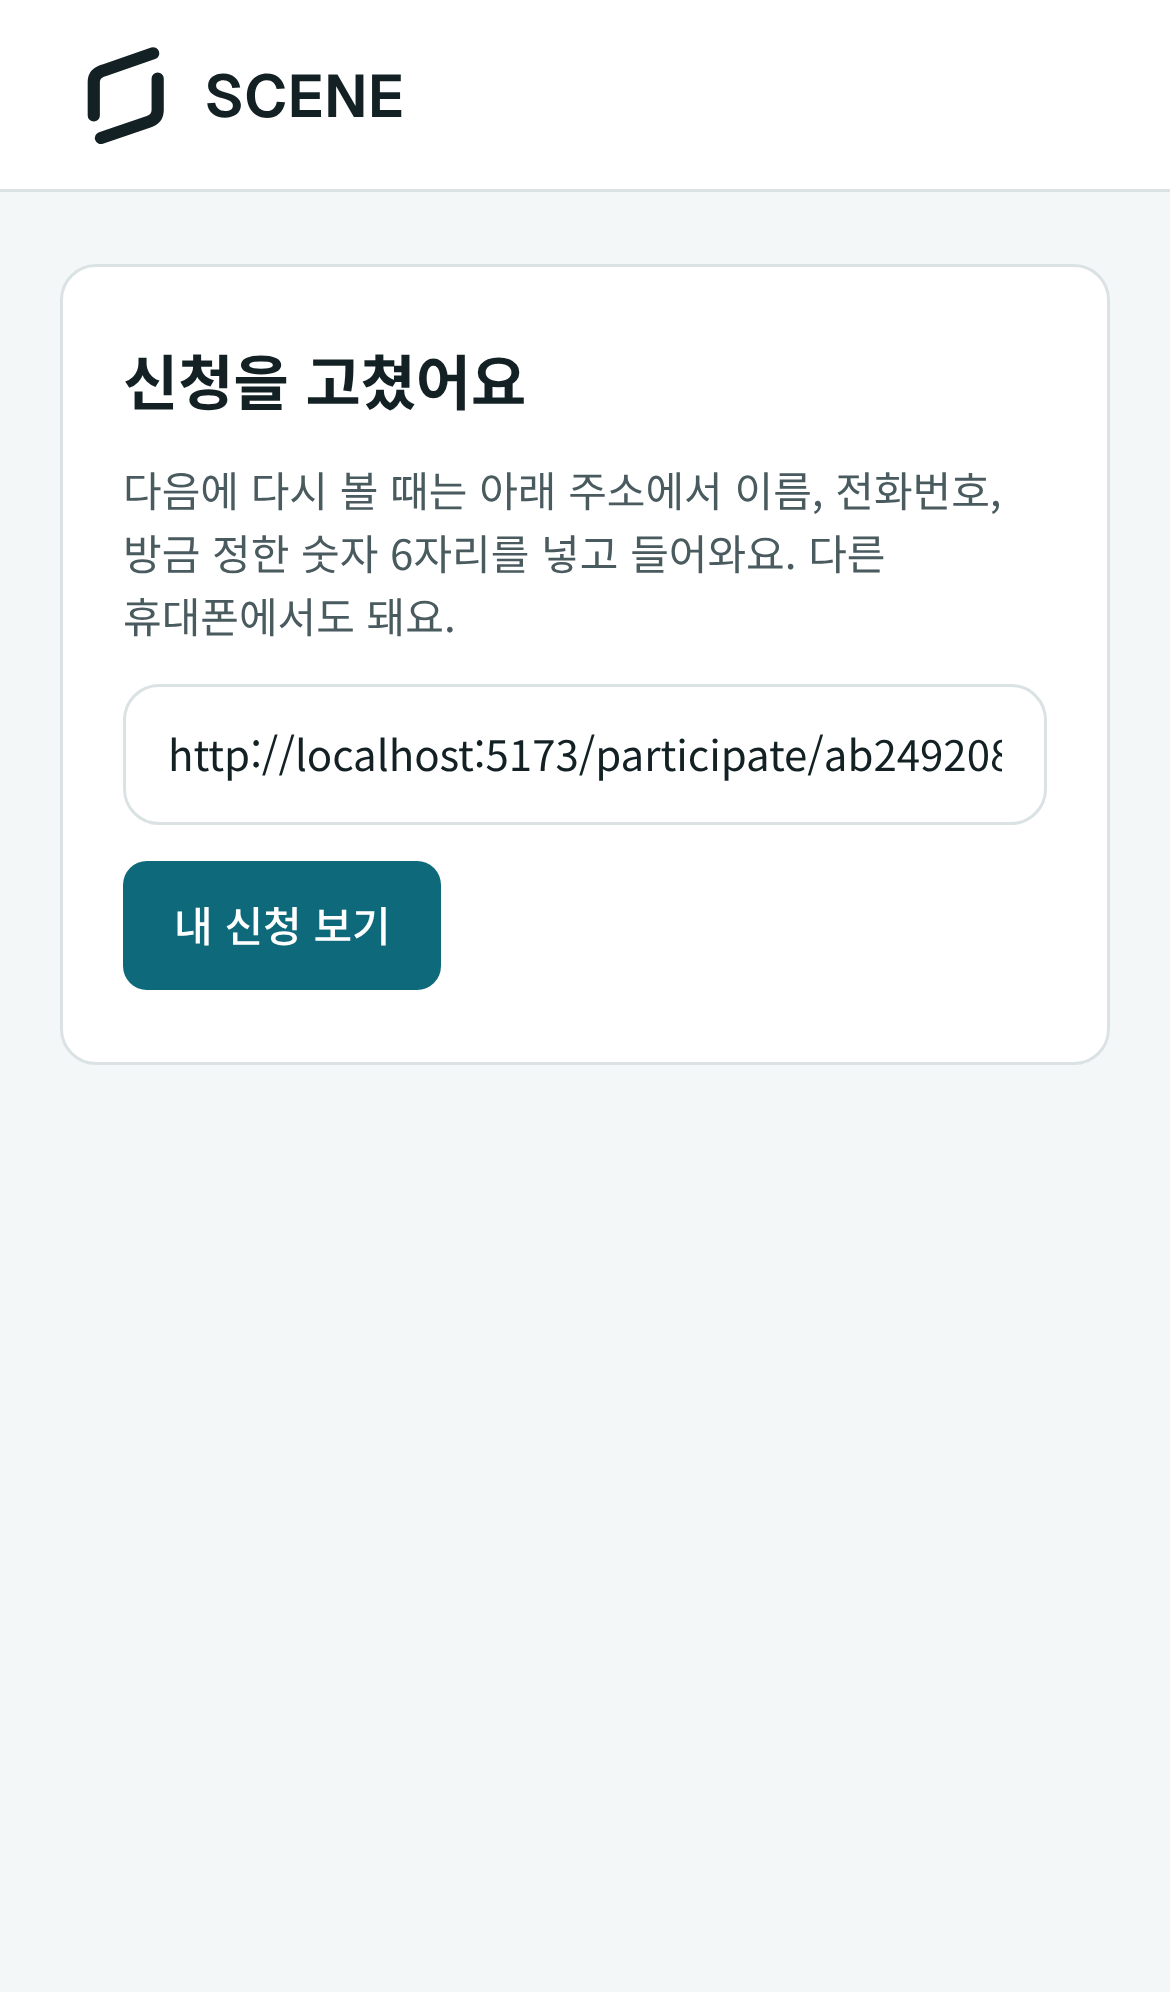 SCENE
신청을 고쳤어요
다음에 다시 볼 때는 아래 주소에서 이름, 전화번호,
방금 정한 숫자 6자리를 넣고 들어와요. 다른
휴대폰에서도 돼요.
http://localhost:5173/participate/ab249208
내 신청 보기